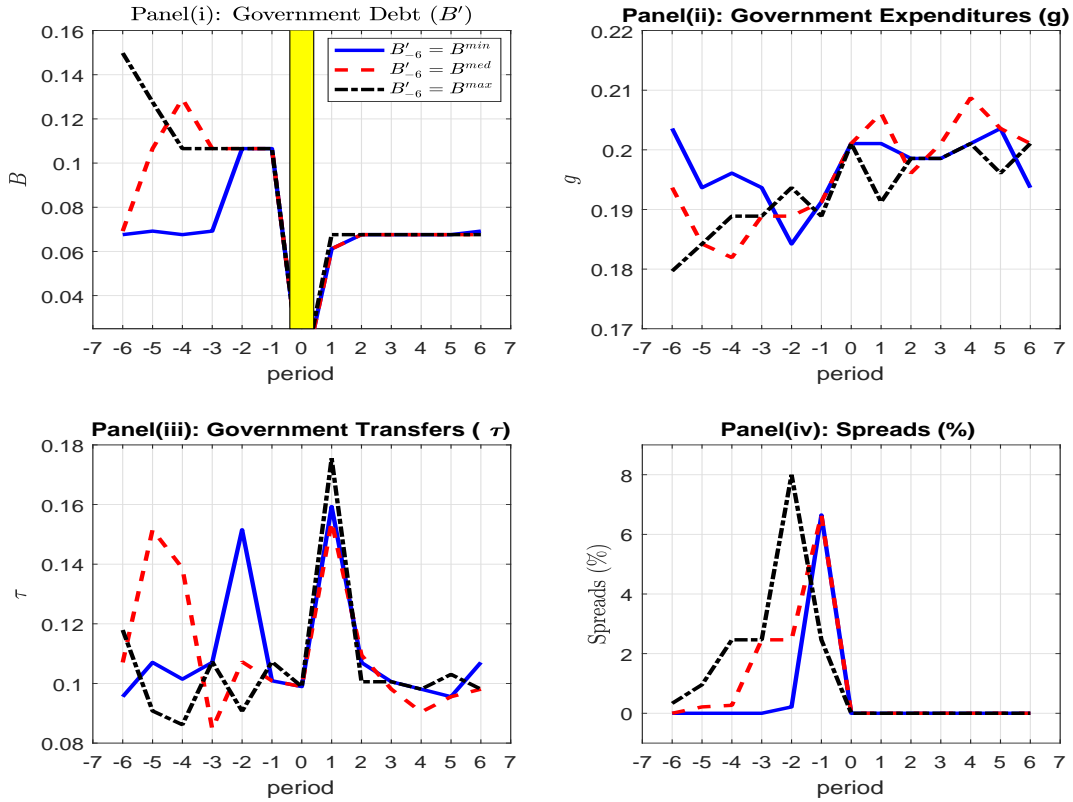 Panel(i): Government Debt (B′)
0.16
0.14
0.12
0.1
0.08
0.06
0.04
B
B′₋₆ = Bᵐⁱⁿ
B′₋₆ = Bᵐᵉᵈ
B′₋₆ = Bᵐᵃˣ
-7 -6 -5 -4 -3 -2 -1 0 1 2 3 4 5 6 7
period
Panel(ii): Government Expenditures (g)
0.22
0.21
0.2
0.19
0.18
0.17
g
-7 -6 -5 -4 -3 -2 -1 0 1 2 3 4 5 6 7
period
Panel(iii): Government Transfers ( τ)
0.18
0.16
0.14
0.12
0.1
0.08
τ
-7 -6 -5 -4 -3 -2 -1 0 1 2 3 4 5 6 7
period
Panel(iv): Spreads (%)
8
6
4
2
0
Spreads (%)
-7 -6 -5 -4 -3 -2 -1 0 1 2 3 4 5 6 7
period